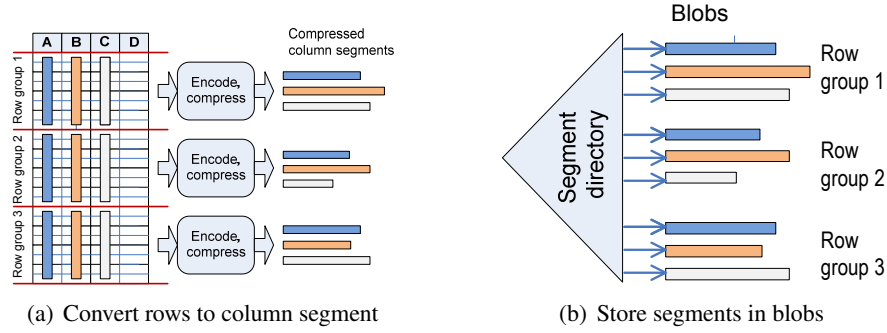 A B C D
Row group 1
Encode,
compress
Compressed
column segments
Row group 2
Encode,
compress
Row group 3
Encode,
compress
(a) Convert rows to column segment
Blobs
Segment
directory
Row
group 1
Row
group 2
Row
group 3
(b) Store segments in blobs